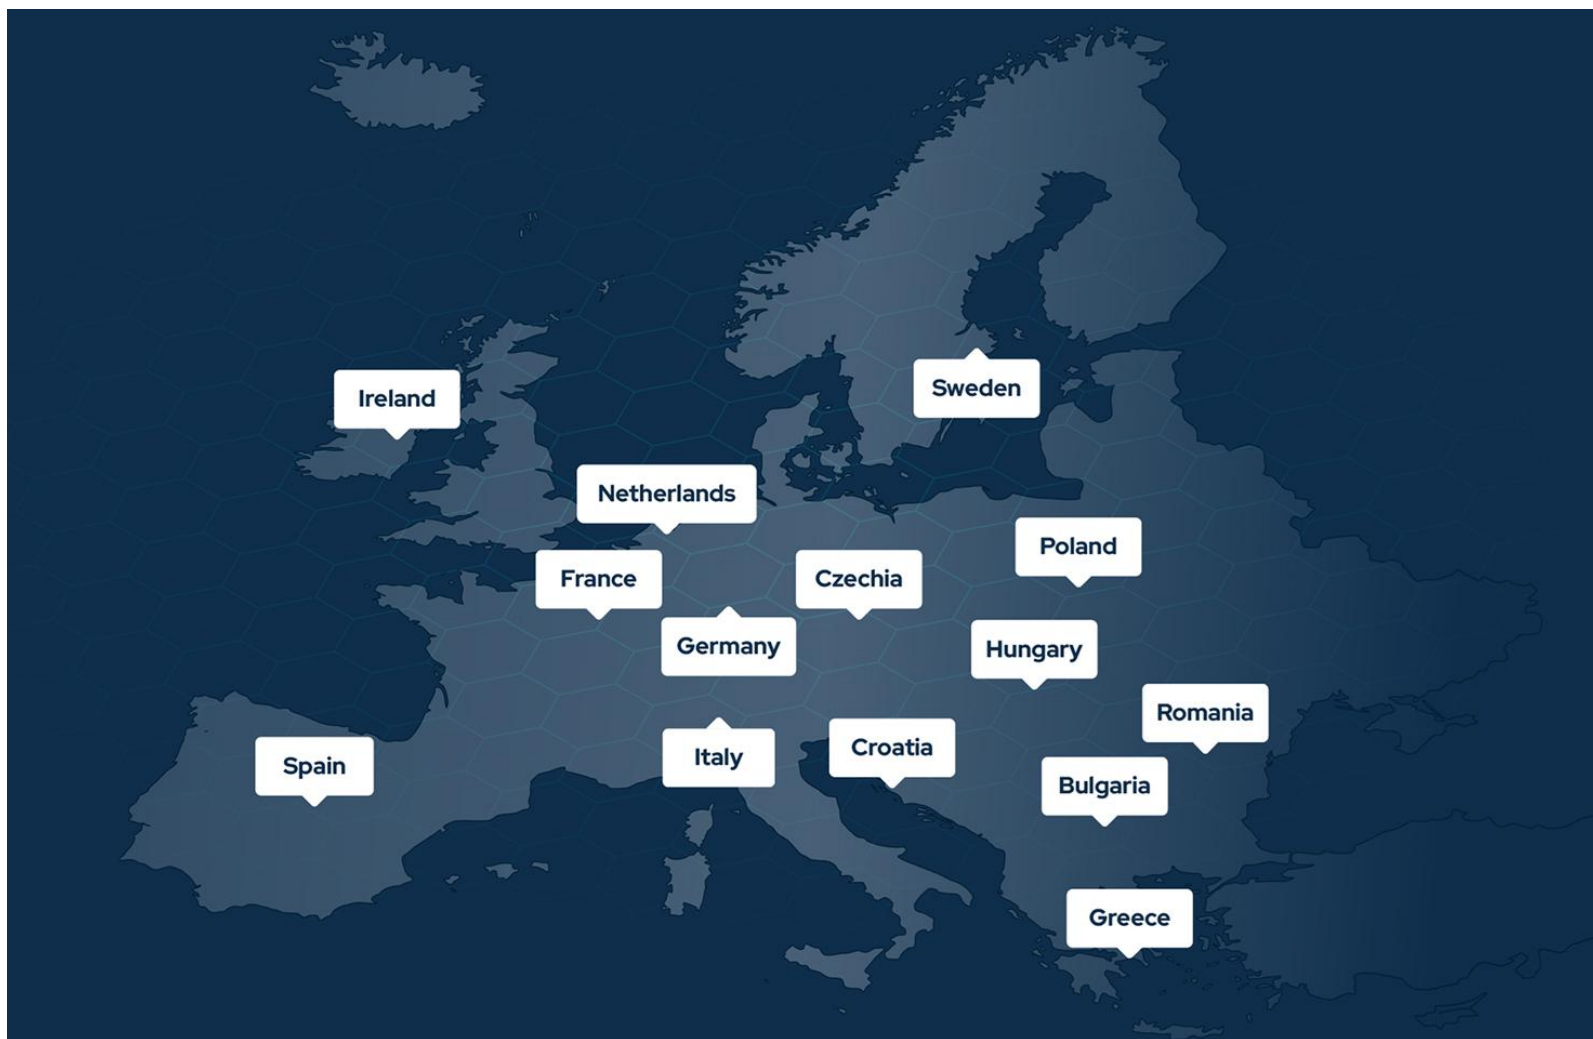 Sweden
Ireland
Netherlands
Poland
France
Czechia
Germany
Hungary
Romania
Croatia
Italy
Spain
Bulgaria
Greece